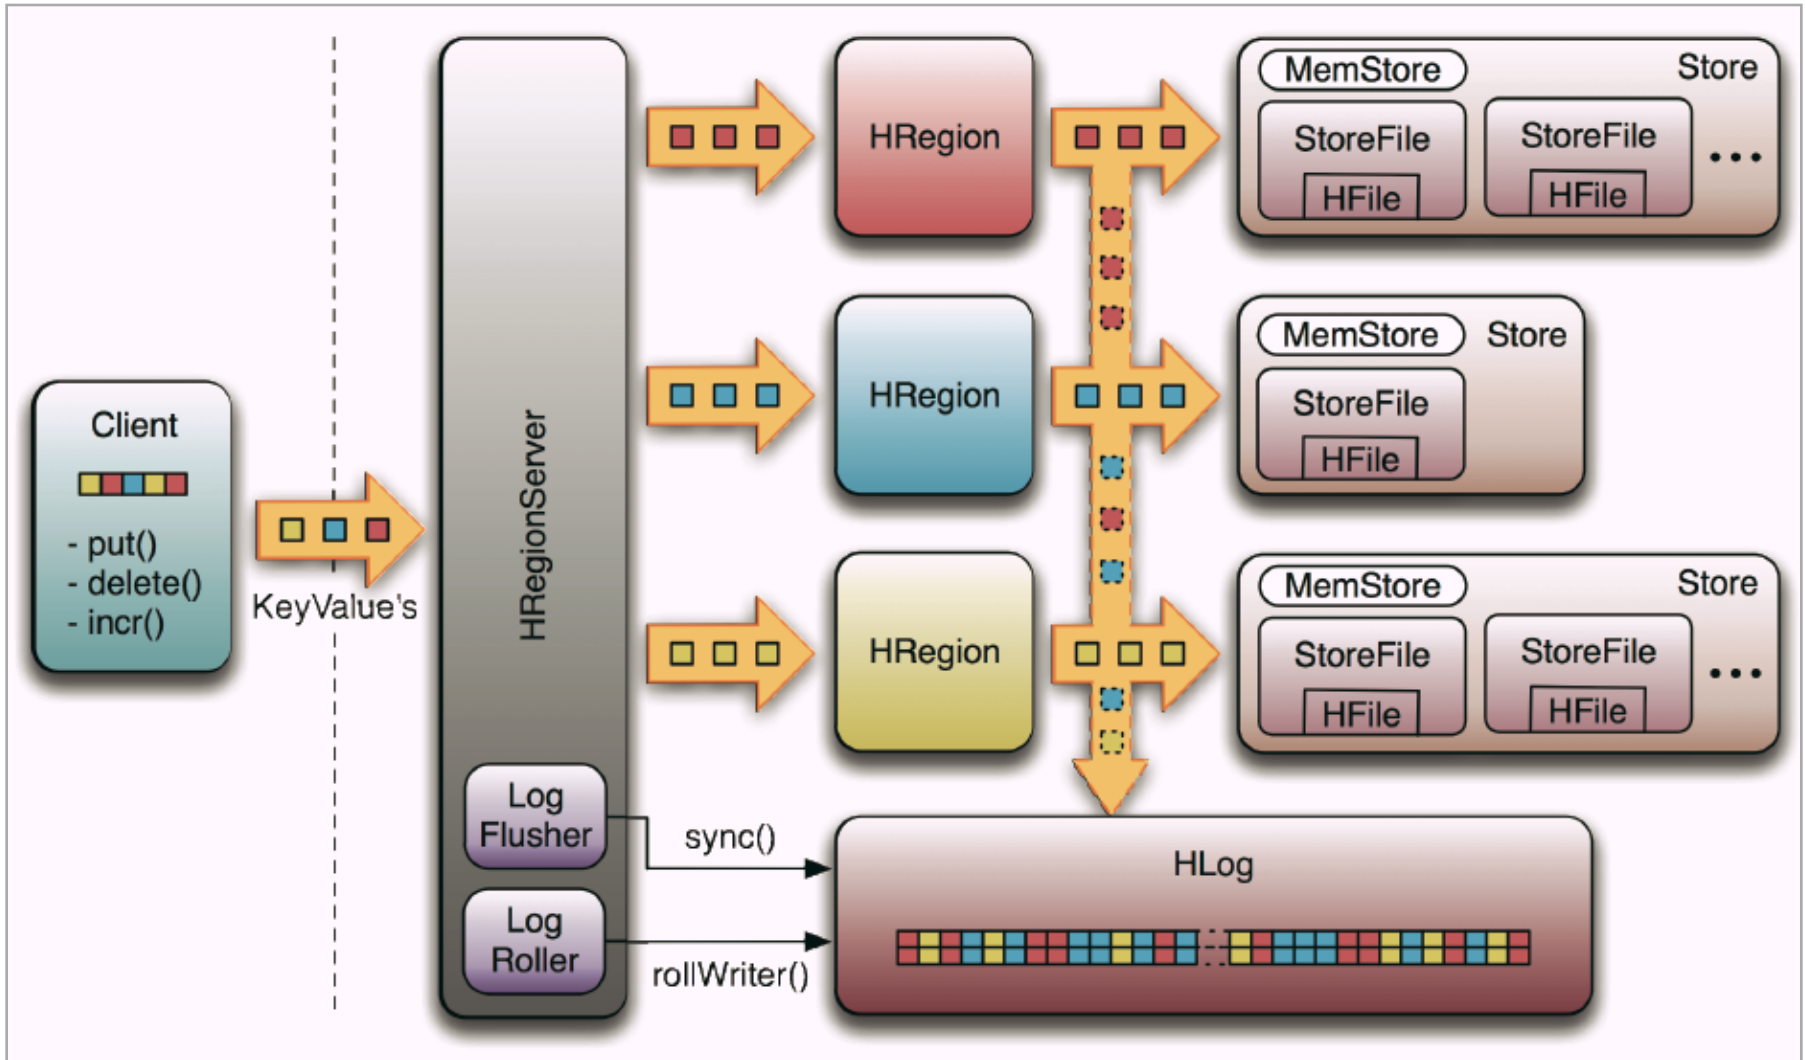 Client
- put()
- delete()
- incr()
KeyValue's
HRegionServer
Log
Flusher
Log
Roller
sync()
rollWriter()
HRegion
MemStore
Store
StoreFile
HFile
StoreFile
HFile
...
HRegion
MemStore
Store
StoreFile
HFile
HRegion
MemStore
Store
StoreFile
HFile
StoreFile
HFile
...
HLog